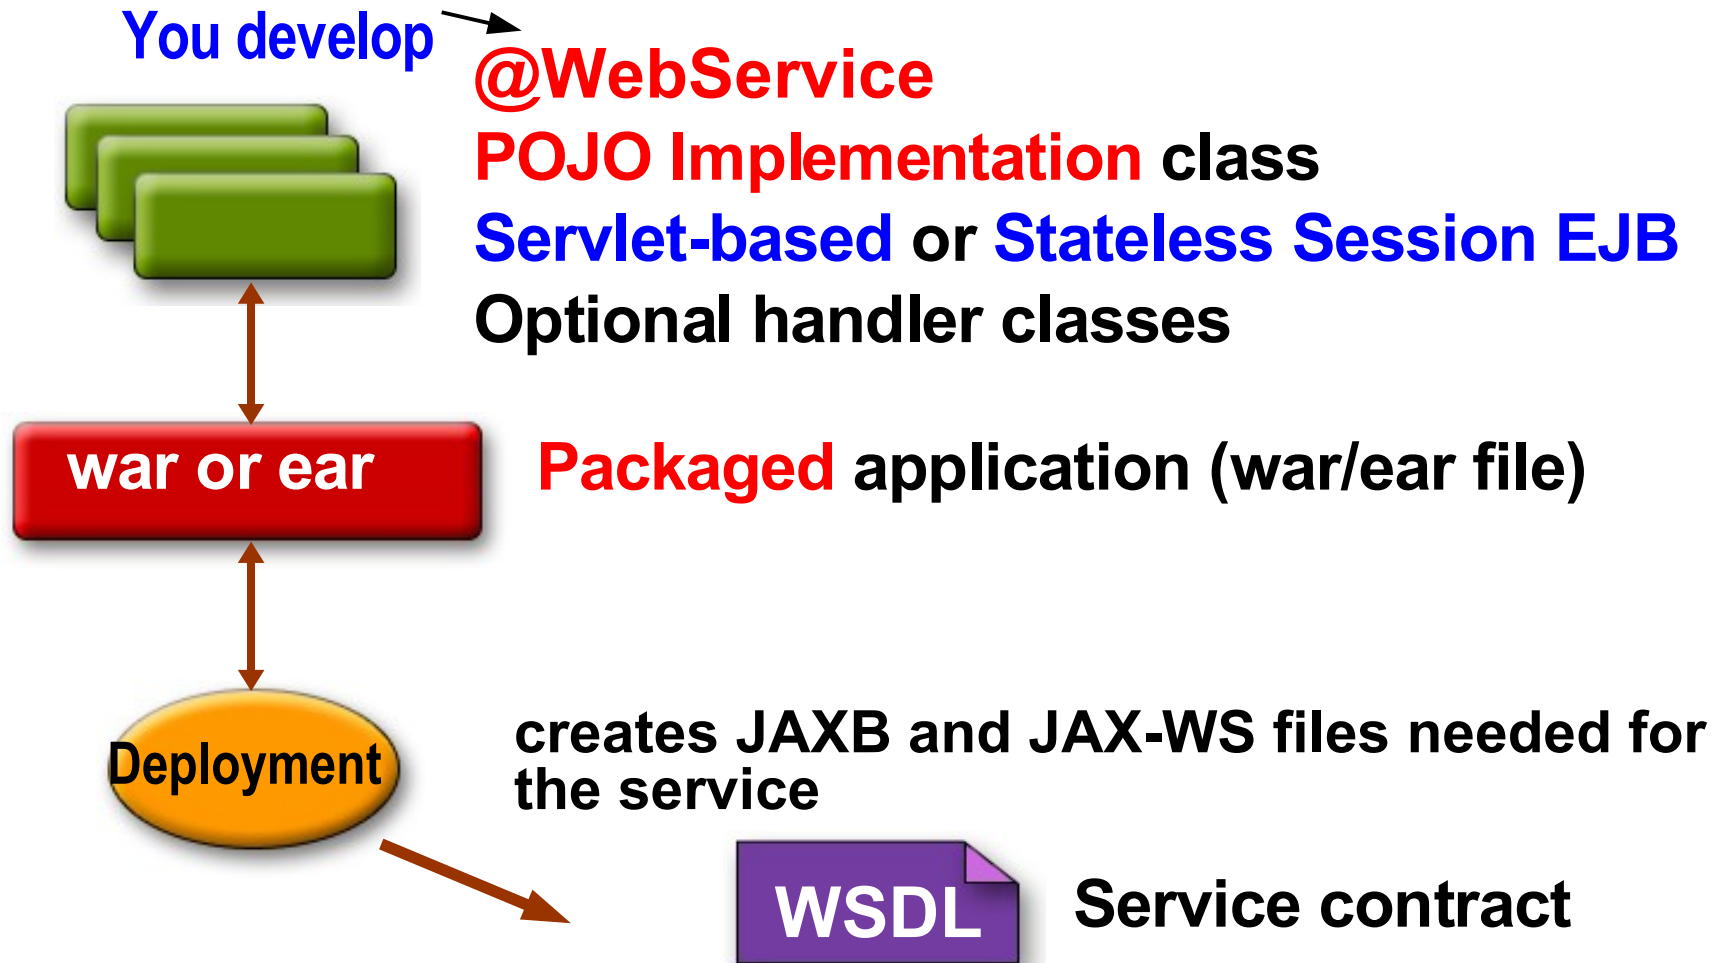 You develop
@WebService
POJO Implementation class
Servlet-based or Stateless Session EJB
Optional handler classes
war or ear
Packaged application (war/ear file)
Deployment
creates JAXB and JAX-WS files needed for
the service
WSDL
Service contract